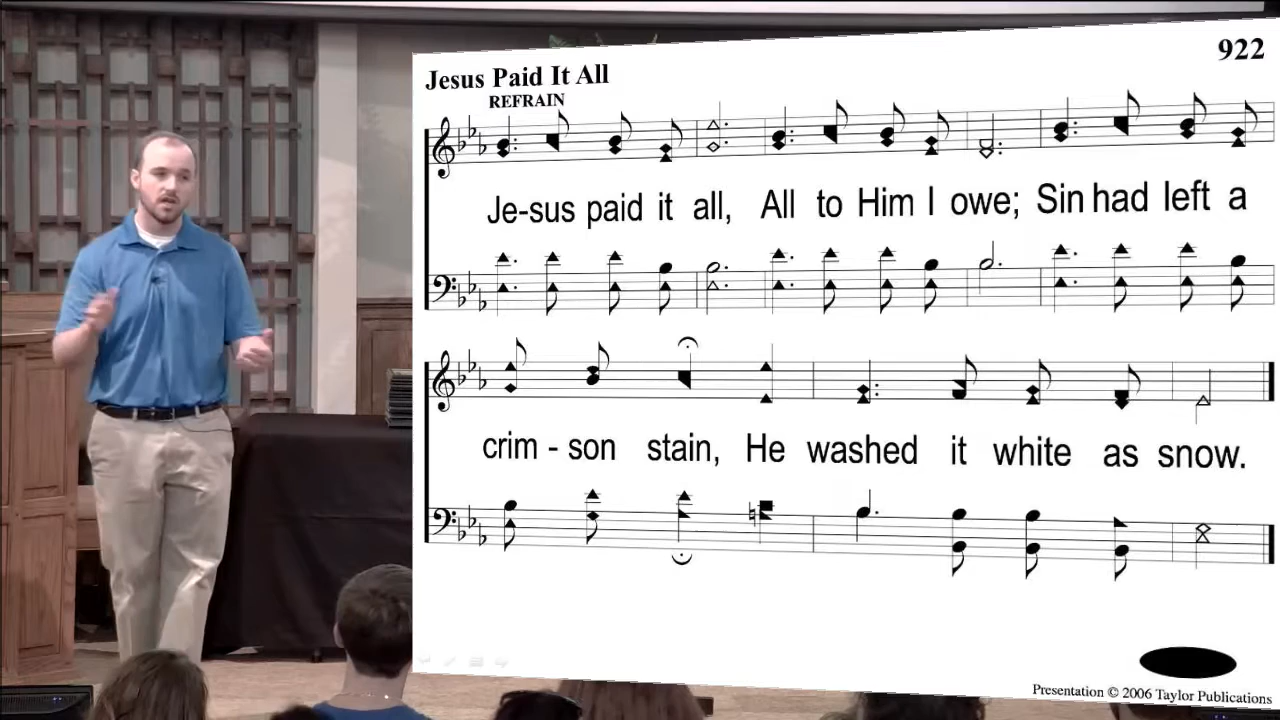 922
Jesus Paid It All
REFRAIN
Je-sus paid it all, All to Him I owe; Sin had left a
crim - son stain, He washed it white as snow.
Presentation © 2006 Taylor Publications